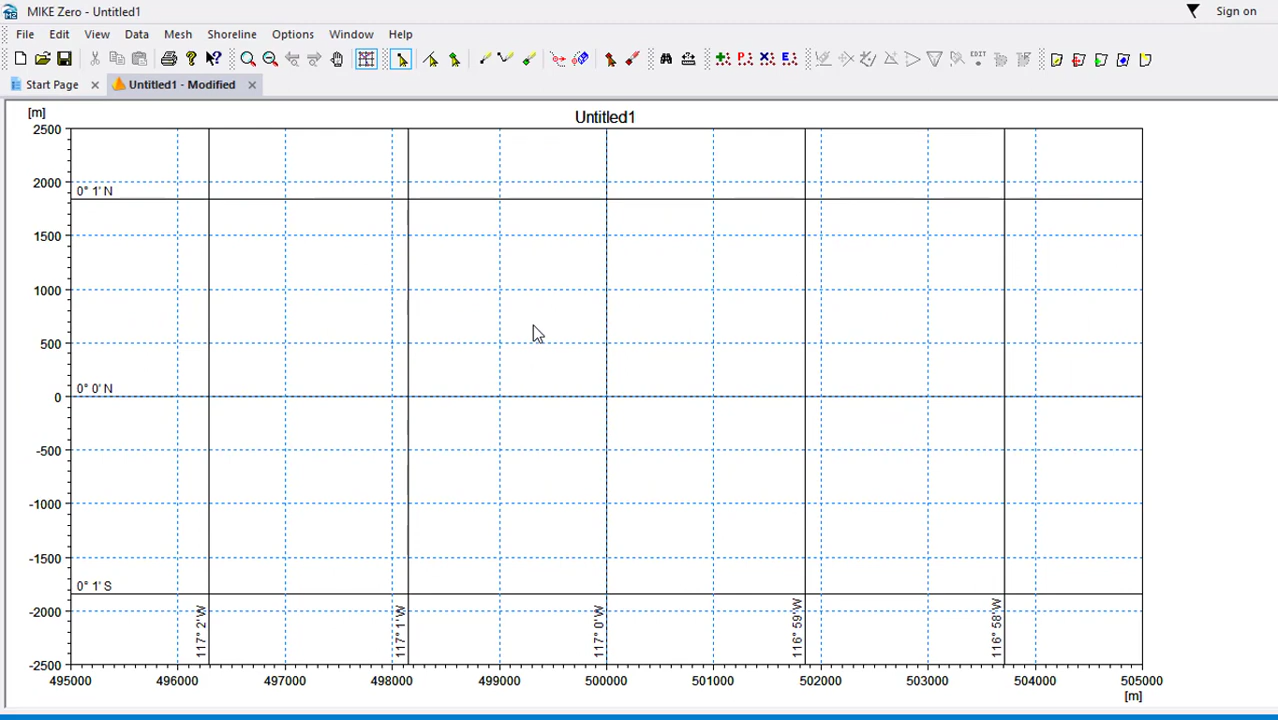 MIKE Zero - Untitled1
Sign on
File Edit View Data Mesh Shoreline Options Window Help
EDIT
Start Page
Untitled1 - Modified
[m]
Untitled1
2500
2000
0° 1' N
1500
1000
500
0° 0' N
0
-500
-1000
-1500
0° 1' S
-2000
117° 2' W
117° 1' W
117° 0' W
116° 59' W
116° 58' W
-2500
495000 496000 497000 498000 499000 500000 501000 502000 503000 504000 505000
[m]